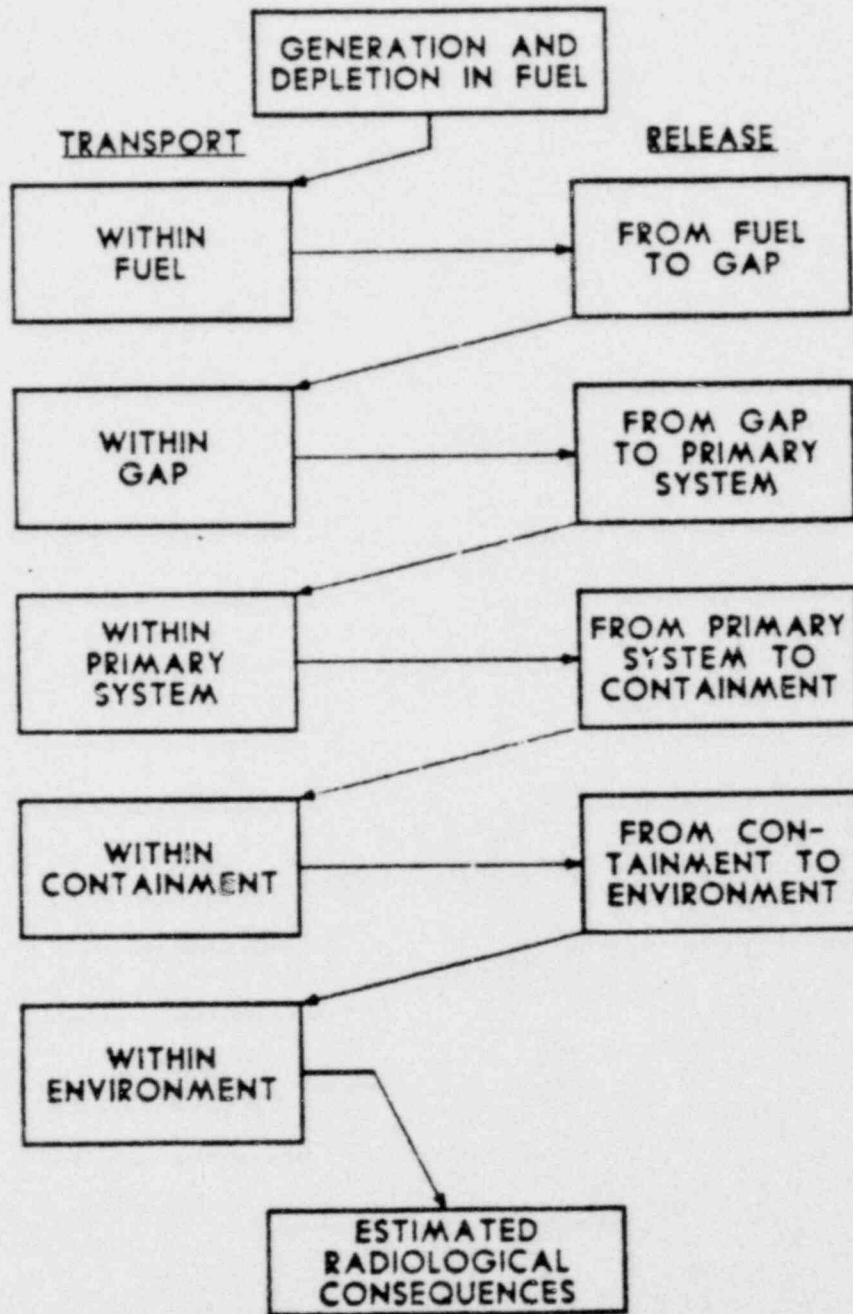 GENERATION AND
DEPLETION IN FUEL
TRANSPORT
RELEASE
WITHIN
FUEL
FROM FUEL
TO GAP
WITHIN
GAP
FROM GAP
TO PRIMARY
SYSTEM
WITHIN
PRIMARY
SYSTEM
FROM PRIMARY
SYSTEM TO
CONTAINMENT
WITHIN
CONTAINMENT
FROM CON-
TAINMENT TO
ENVIRONMENT
WITHIN
ENVIRONMENT
ESTIMATED
RADIOLOGICAL
CONSEQUENCES